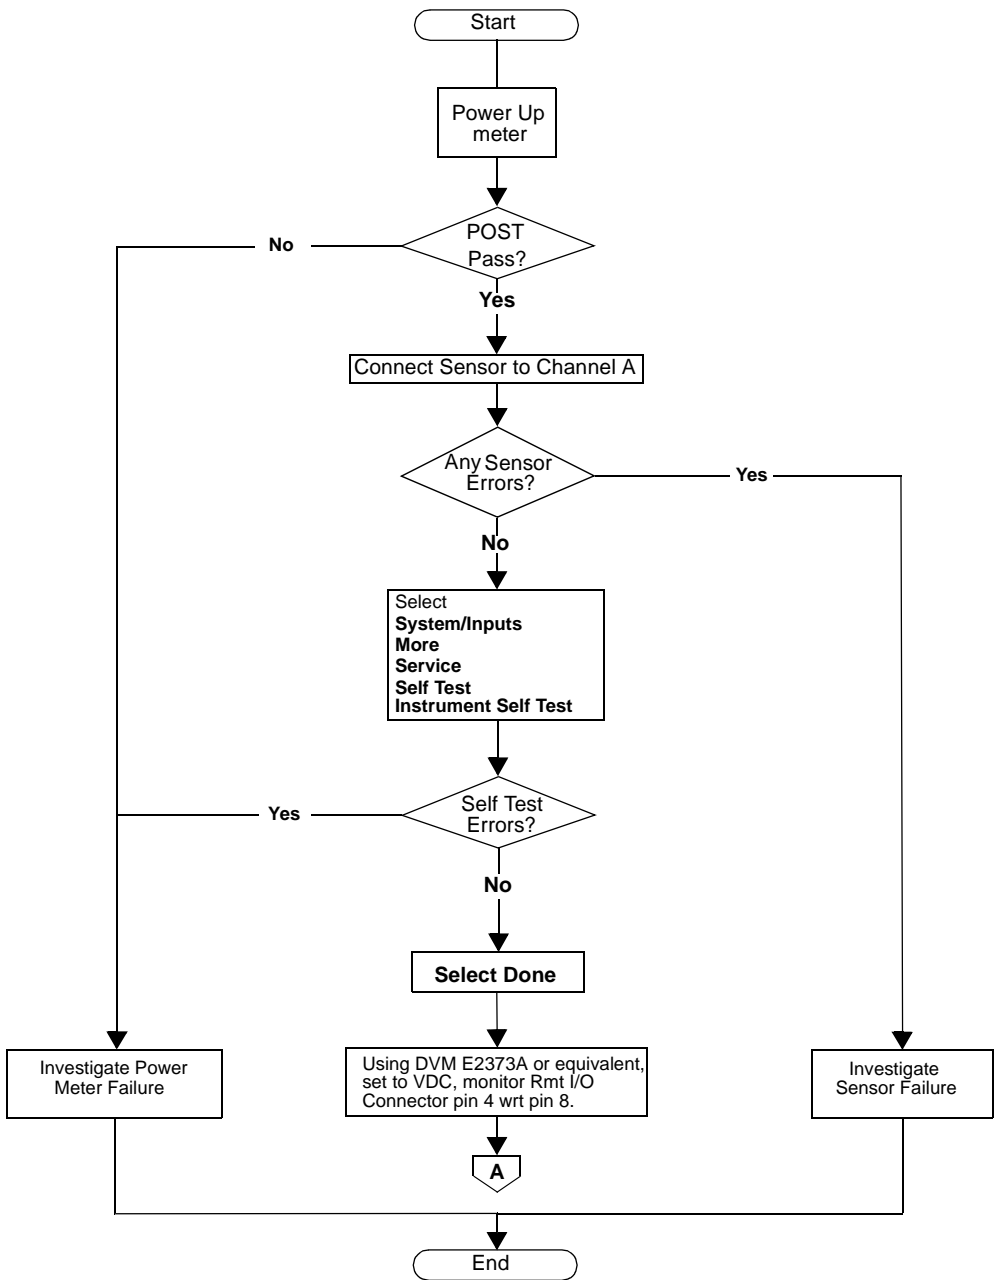 Start
Power Up
meter
POST
Pass?
No
Yes
Connect Sensor to Channel A
Any Sensor
Errors?
Yes
No
Select
System/Inputs
More
Service
Self Test
Instrument Self Test
Self Test
Errors?
Yes
No
Select Done
Using DVM E2373A or equivalent,
set to VDC, monitor Rmt I/O
Connector pin 4 wrt pin 8.
Investigate Power
Meter Failure
Investigate
Sensor Failure
A
End